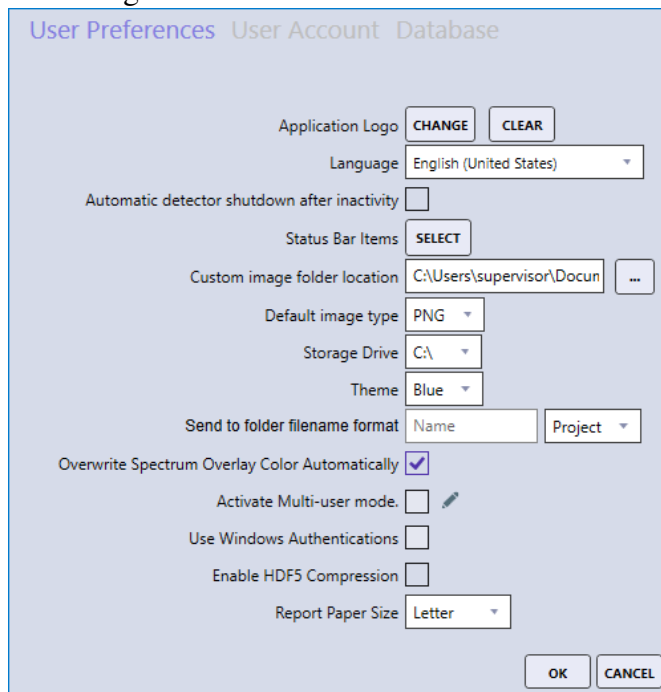 User Preferences User Account Database
Application Logo CHANGE CLEAR
Language English (United States)
Automatic detector shutdown after inactivity
Status Bar Items SELECT
Custom image folder location C:\Users\supervisor\Docun ...
Default image type PNG
Storage Drive C:\
Theme Blue
Send to folder filename format Name Project
Overwrite Spectrum Overlay Color Automatically
Activate Multi-user mode.
Use Windows Authentications
Enable HDF5 Compression
Report Paper Size Letter
OK CANCEL